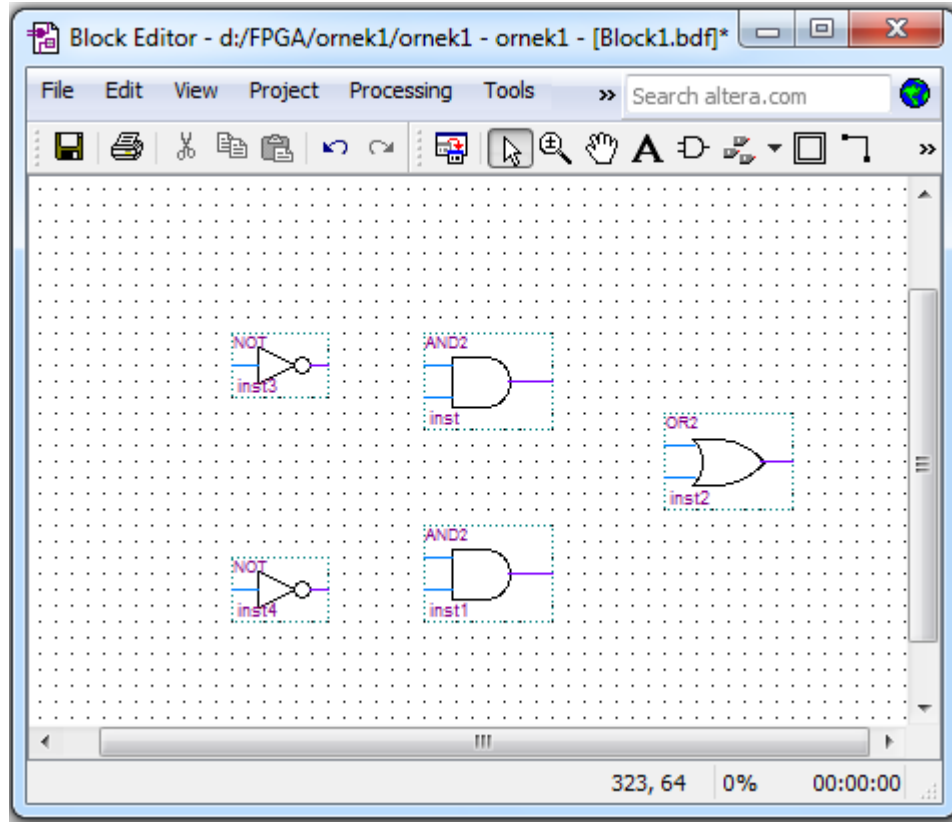 Block Editor - d:/FPGA/ornek1/ornek1 - ornek1 - [Block1.bdf]*
File Edit View Project Processing Tools » Search altera.com
A »
NOT
inst3
AND2
inst
OR2
inst2
NOT
inst4
AND2
inst1
323, 64 0% 00:00:00